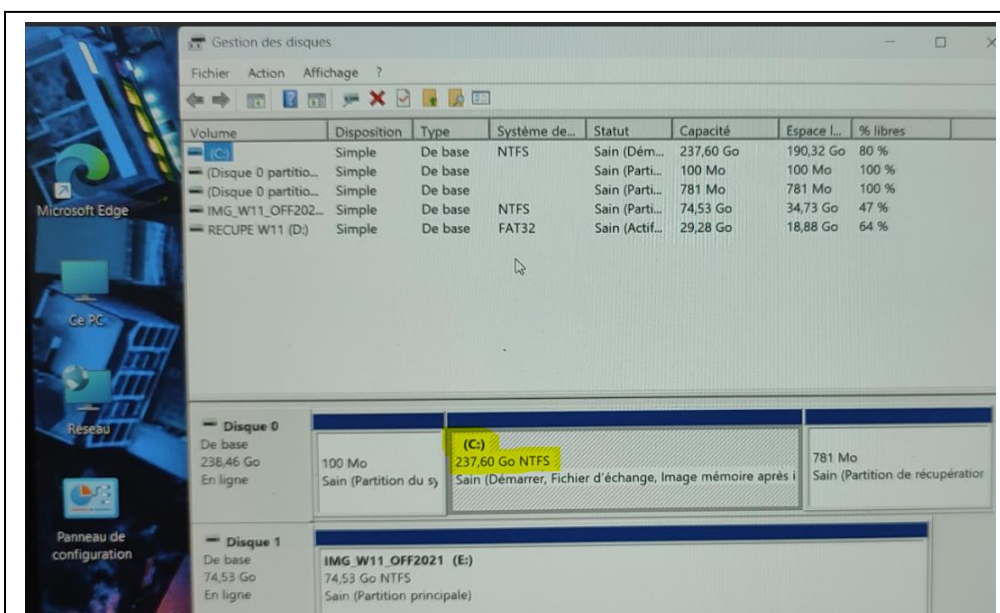 Gestion des disques
Fichier Action Affichage ?
Volume Disposition Type Système de... Statut Capacité Espace l... % libres
(C:) Simple De base NTFS Sain (Dém... 237,60 Go 190,32 Go 80 %
(Disque 0 partitio... Simple De base Sain (Parti... 100 Mo 100 Mo 100 %
(Disque 0 partitio... Simple De base Sain (Parti... 781 Mo 781 Mo 100 %
IMG_W11_OFF202... Simple De base NTFS Sain (Parti... 74,53 Go 34,73 Go 47 %
RECUPE W11 (D:) Simple De base FAT32 Sain (Actif... 29,28 Go 18,88 Go 64 %
Microsoft Edge
Ce PC
Réseau
Panneau de
configuration
Disque 0
De base
238,46 Go
En ligne
100 Mo
Sain (Partition du sy
(C:)
237,60 Go NTFS
Sain (Démarrer, Fichier d'échange, Image mémoire après i
781 Mo
Sain (Partition de récupération
Disque 1
De base
74,53 Go
En ligne
IMG_W11_OFF2021 (E:)
74,53 Go NTFS
Sain (Partition principale)